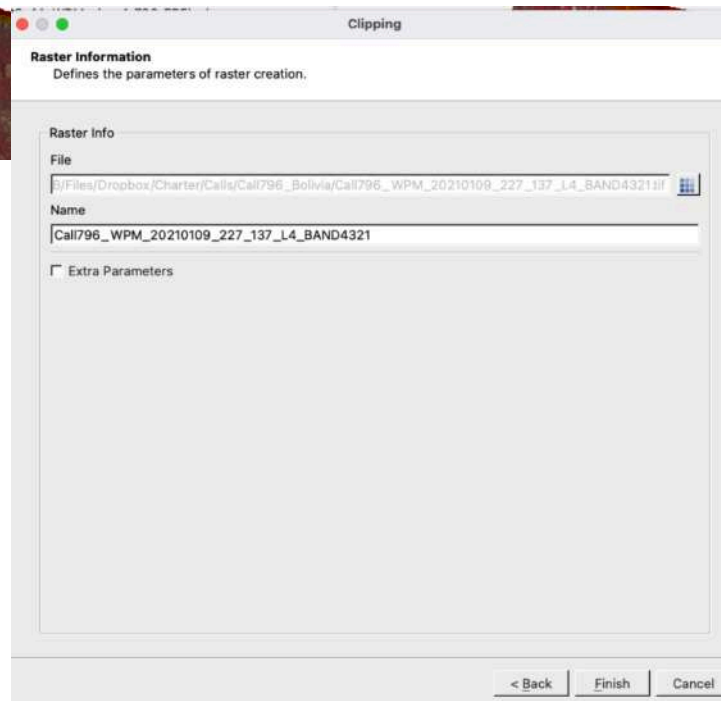 Clipping
Raster Information
Defines the parameters of raster creation.
Raster Info
File
B/Files/Dropbox/Charter/Calls/Call796_Bolivia/Call796_WPM_20210109_227_137_L4_BAND4321.tif
Name
Call796_WPM_20210109_227_137_L4_BAND4321
Extra Parameters
< Back
Finish
Cancel